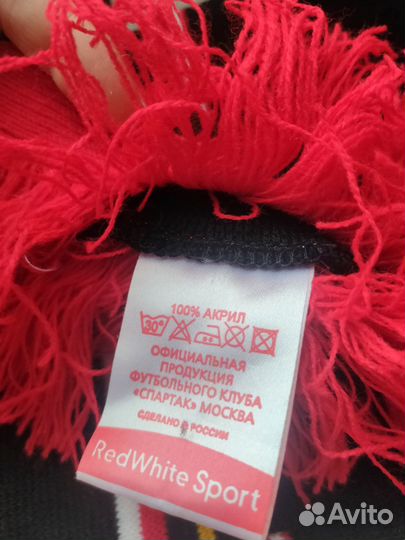 100% АКРИЛ
30°
ОФИЦИАЛЬНАЯ
ПРОДУКЦИЯ
ФУТБОЛЬНОГО КЛУБА
«СПАРТАК» МОСКВА
СДЕЛАНО В РОССИИ
RedWhite Sport
Avito